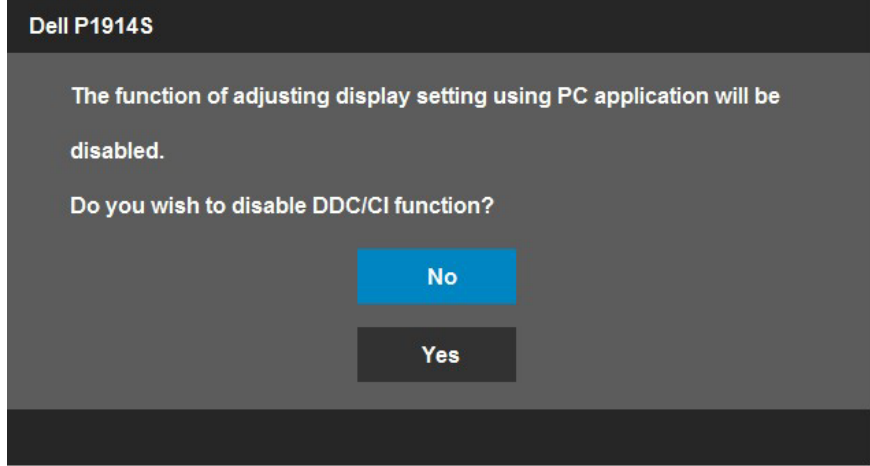 Dell P1914S
The function of adjusting display setting using PC application will be
disabled.
Do you wish to disable DDC/CI function?
No
Yes